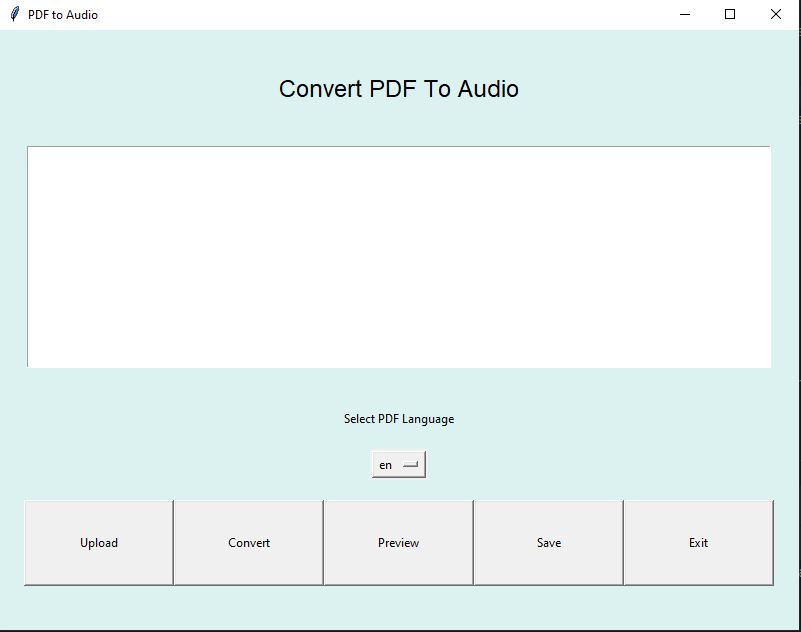 PDF to Audio
Convert PDF To Audio
Select PDF Language
en
Upload Convert Preview Save Exit